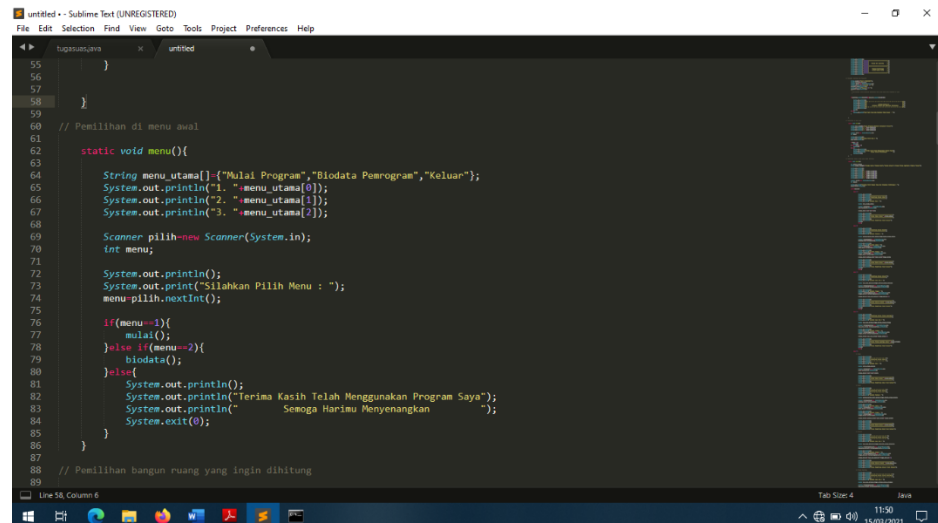 untitled • - Sublime Text (UNREGISTERED)
File Edit Selection Find View Goto Tools Project Preferences Help
tugasuas.java × untitled
55 }
56
57
58 }
59
60 // Pemilihan di menu awal
61
62 static void menu(){
63
64 String menu_utama[]={"Mulai Program","Biodata Pemrogram","Keluar"};
65 System.out.println("1. "+menu_utama[0]);
66 System.out.println("2. "+menu_utama[1]);
67 System.out.println("3. "+menu_utama[2]);
68
69 Scanner pilih=new Scanner(System.in);
70 int menu;
71
72 System.out.println();
73 System.out.print("Silahkan Pilih Menu : ");
74 menu=pilih.nextInt();
75
76 if(menu==1){
77 mulai();
78 }else if(menu==2){
79 biodata();
80 }else{
81 System.out.println();
82 System.out.println("Terima Kasih Telah Menggunakan Program Saya");
83 System.out.println("        Semoga Harimu Menyenangkan        ");
84 System.exit(0);
85 }
86 }
87
88 // Pemilihan bangun ruang yang ingin dihitung
89
Line 58, Column 6 Tab Size: 4 Java
11:50
15/03/2021